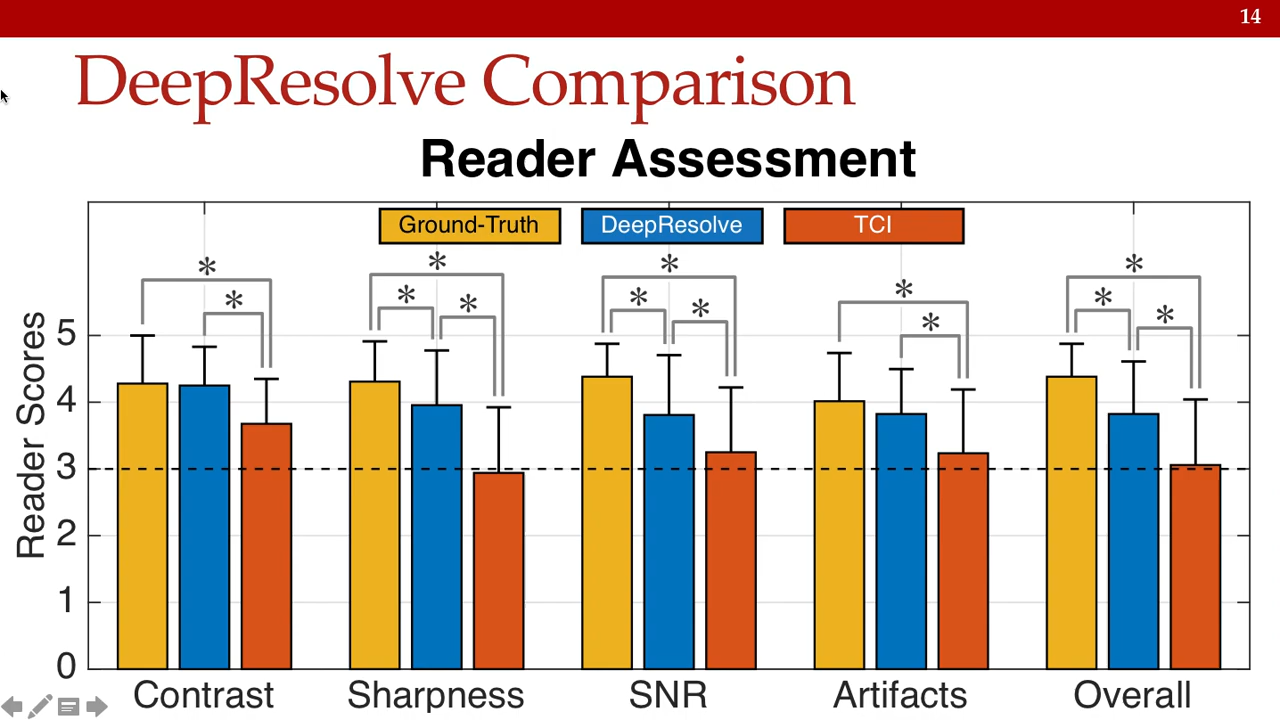 14
DeepResolve Comparison
Reader Assessment
Ground-Truth DeepResolve TCI
* * * * * * * * * * * * *
Reader Scores
5
4
3
2
1
0
Contrast Sharpness SNR Artifacts Overall